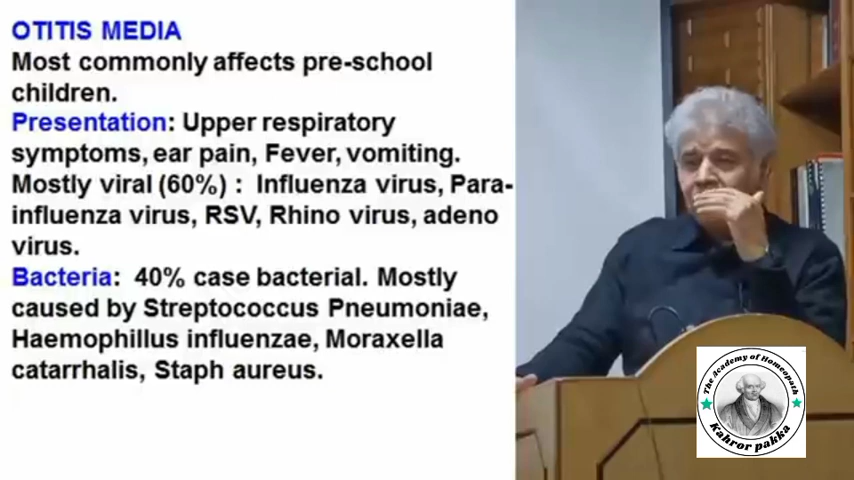 OTITIS MEDIA
Most commonly affects pre-school
children.
Presentation: Upper respiratory
symptoms, ear pain, Fever, vomiting.
Mostly viral (60%) : Influenza virus, Para-
influenza virus, RSV, Rhino virus, adeno
virus.
Bacteria: 40% case bacterial. Mostly
caused by Streptococcus Pneumoniae,
Haemophillus influenzae, Moraxella
catarrhalis, Staph aureus.
The Academy of Homeopath
Kahror pakka